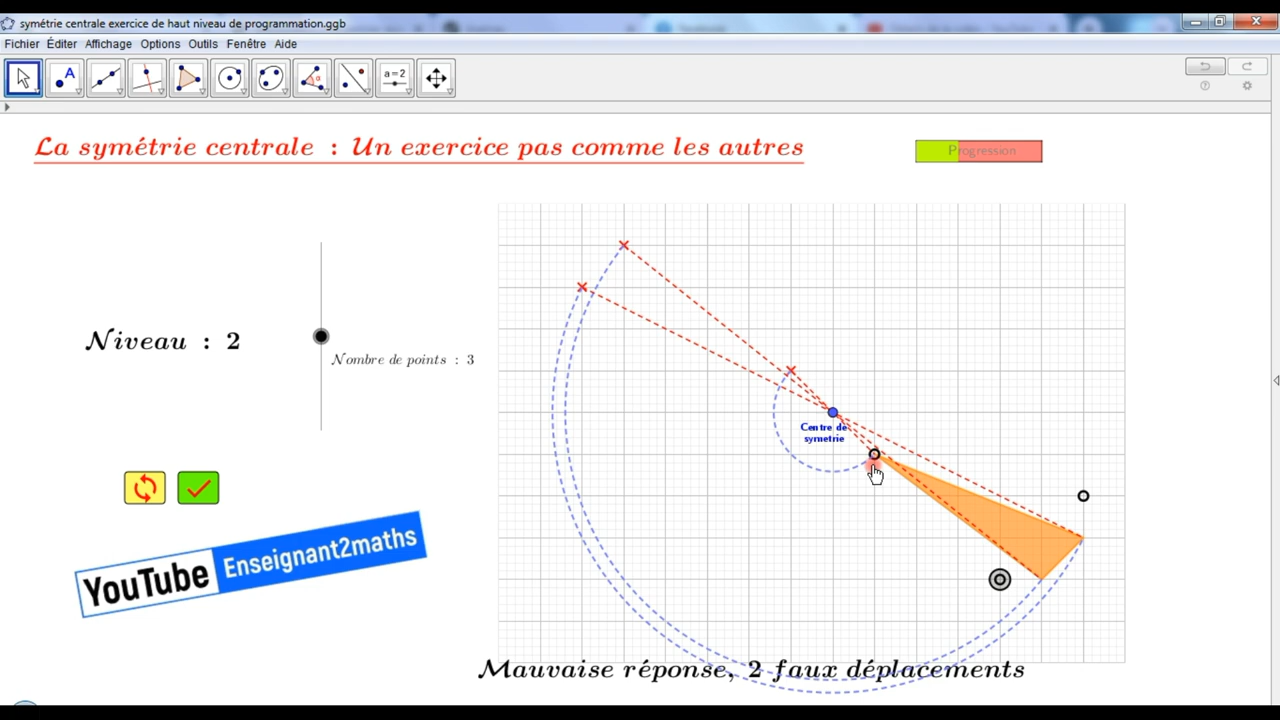 symétrie centrale exercice de haut niveau de programmation.ggb
Fichier Éditer Affichage Options Outils Fenêtre Aide
A
α
a=2
La symétrie centrale : Un exercice pas comme les autres
Progression
Niveau : 2
Nombre de points : 3
Centre de
symetrie
YouTube Enseignant2maths
Mauvaise réponse, 2 faux déplacements